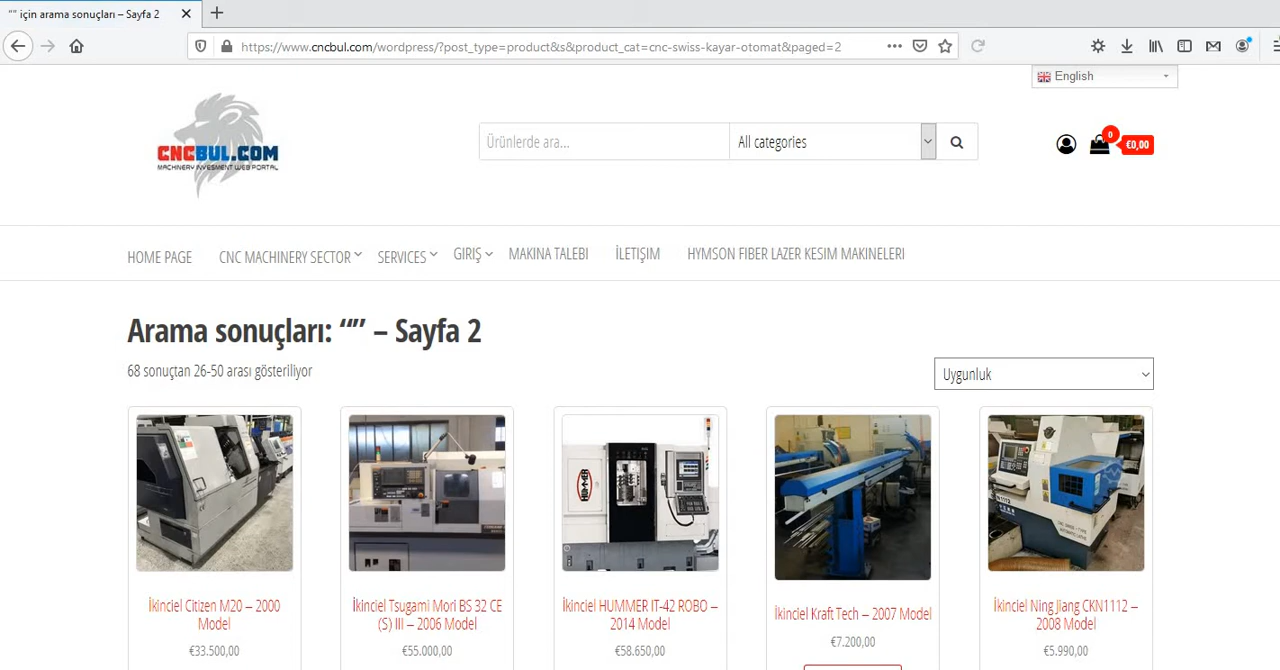 "" için arama sonuçları – Sayfa 2
https://www.cncbul.com/wordpress/?post_type=product&s&product_cat=cnc-swiss-kayar-otomat&paged=2
English
CNCBUL.COM
MACHINERY INVESMENT WEB PORTAL
Ürünlerde ara...
All categories
0
€0,00
HOME PAGE
CNC MACHINERY SECTOR
SERVICES
GIRIŞ
MAKINA TALEBI
İLETIŞIM
HYMSON FIBER LAZER KESIM MAKINELERI
Arama sonuçları: “” – Sayfa 2
68 sonuçtan 26-50 arası gösteriliyor
Uygunluk
HUMMER
İkinciel Citizen M20 – 2000
Model
€33.500,00
İkinciel Tsugami Mori BS 32 CE
(S) III – 2006 Model
€55.000,00
İkinciel HUMMER IT-42 ROBO –
2014 Model
€58.650,00
İkinciel Kraft Tech – 2007 Model
€7.200,00
İkinciel Ning Jiang CKN1112 –
2008 Model
€5.990,00